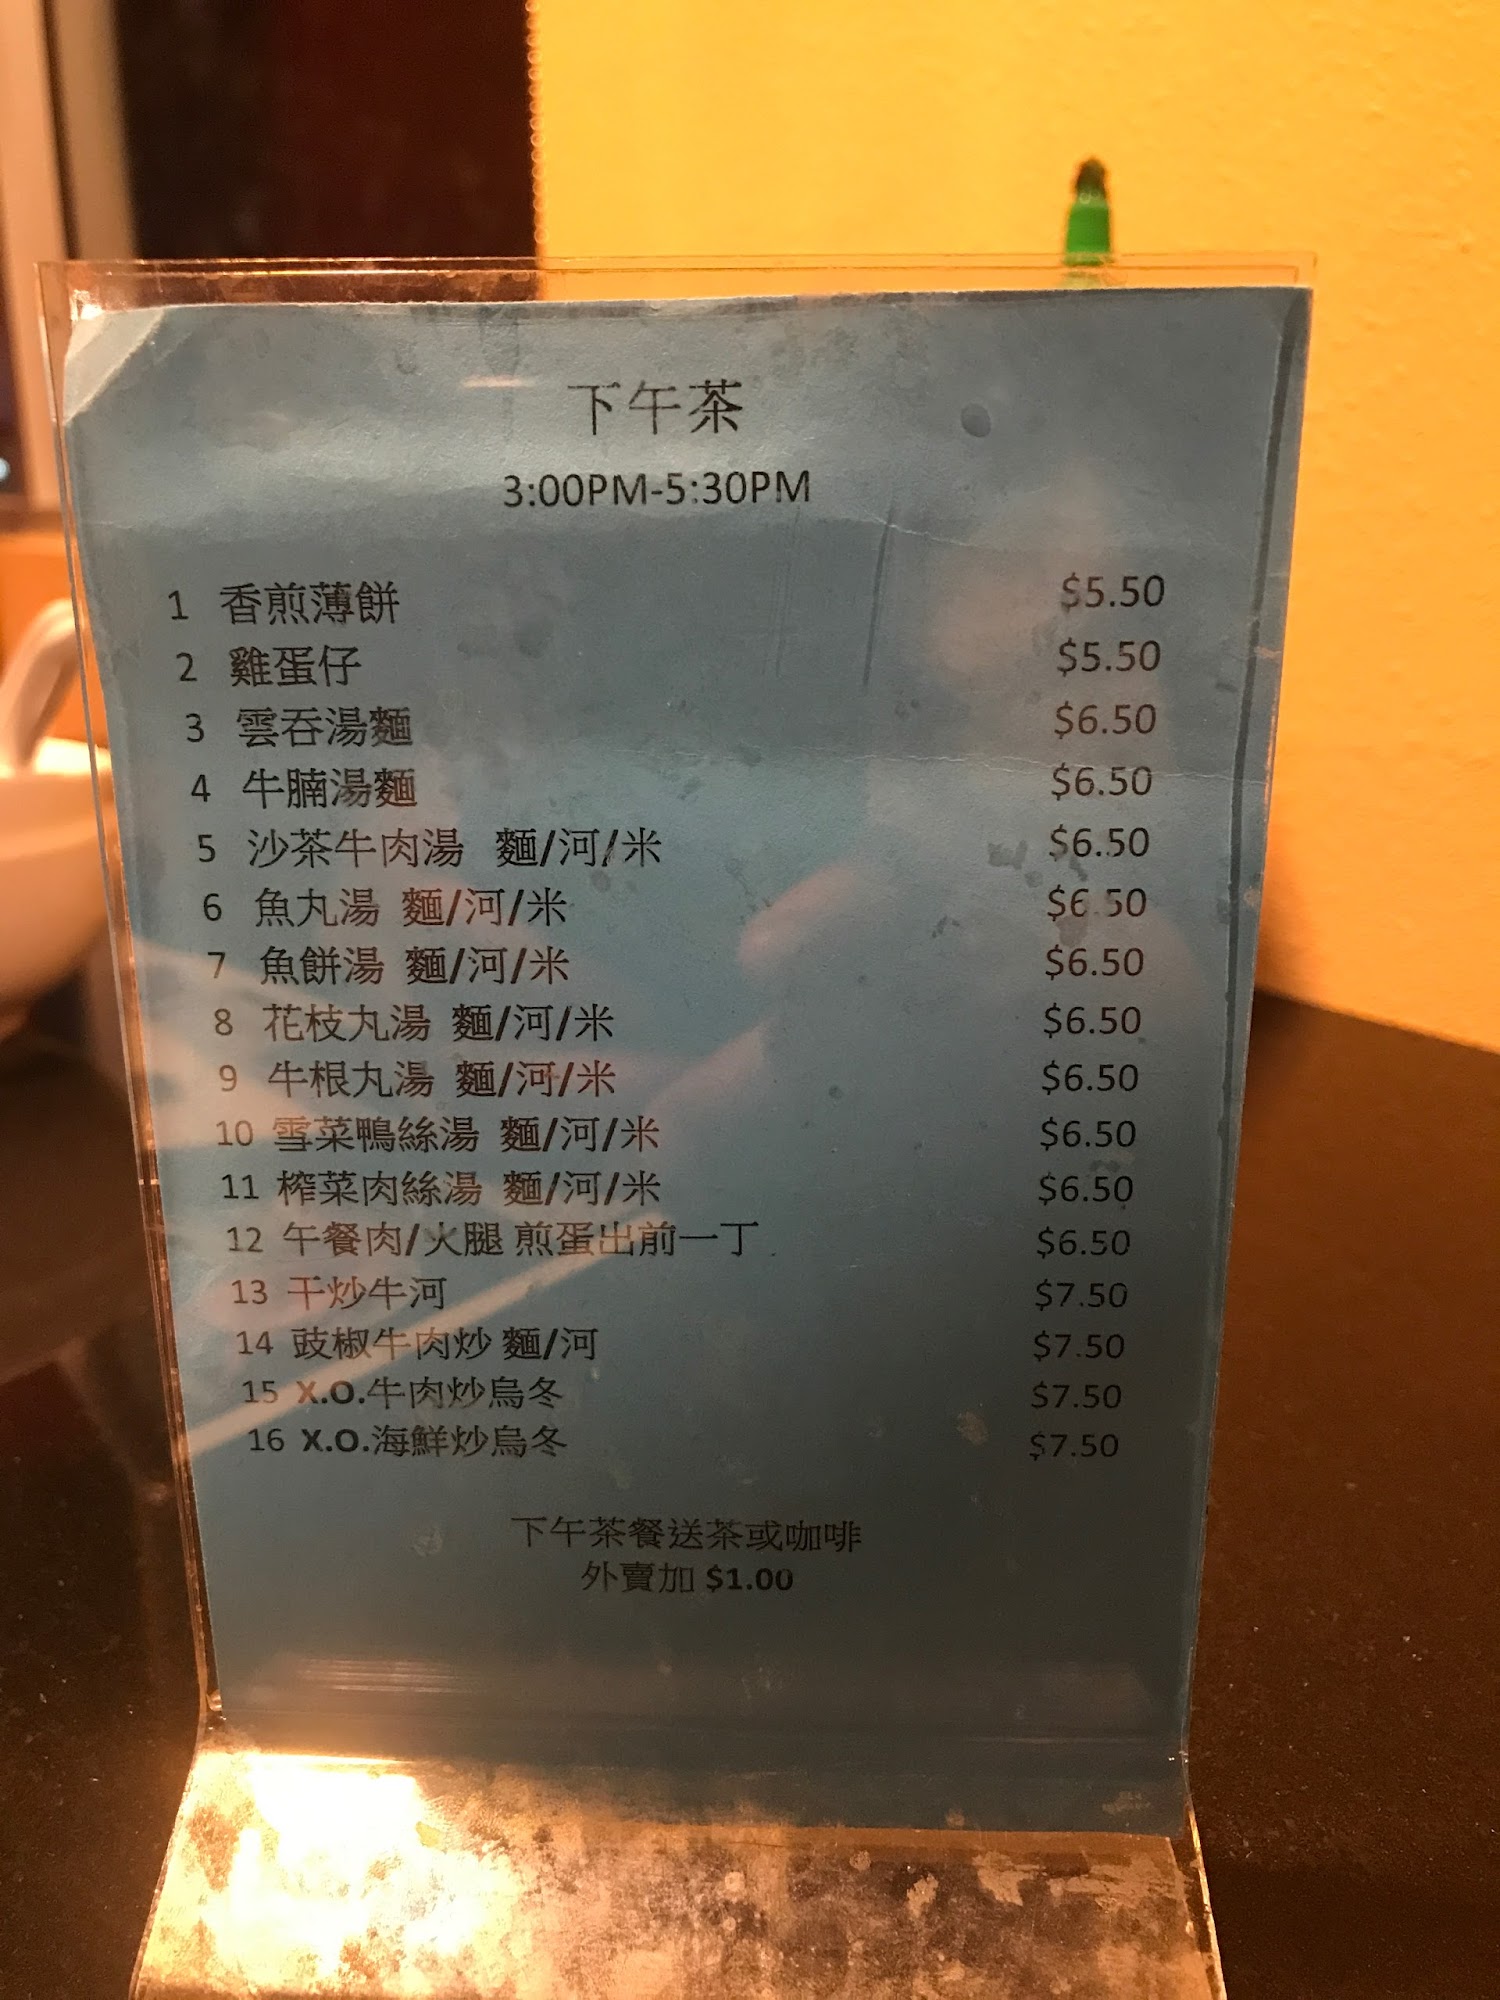 下午茶
3:00PM-5:30PM
1 香煎薄餅 $5.50
2 雞蛋仔 $5.50
3 雲吞湯麵 $6.50
4 牛腩湯麵 $6.50
5 沙茶牛肉湯 麵/河/米 $6.50
6 魚丸湯 麵/河/米 $6.50
7 魚餅湯 麵/河/米 $6.50
8 花枝丸湯 麵/河/米 $6.50
9 牛根丸湯 麵/河/米 $6.50
10 雪菜鴨絲湯 麵/河/米 $6.50
11 榨菜肉絲湯 麵/河/米 $6.50
12 午餐肉/火腿 煎蛋出前一丁 $6.50
13 干炒牛河 $7.50
14 豉椒牛肉炒 麵/河 $7.50
15 X.O.牛肉炒烏冬 $7.50
16 X.O.海鮮炒烏冬 $7.50
下午茶餐送茶或咖啡
外賣加 $1.00